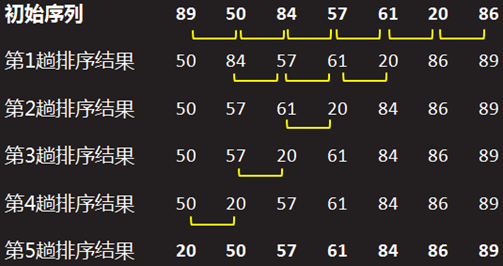 初始序列 89 50 84 57 61 20 86
第1趟排序结果 50 84 57 61 20 86 89
第2趟排序结果 50 57 61 20 84 86 89
第3趟排序结果 50 57 20 61 84 86 89
第4趟排序结果 50 20 57 61 84 86 89
第5趟排序结果 20 50 57 61 84 86 89